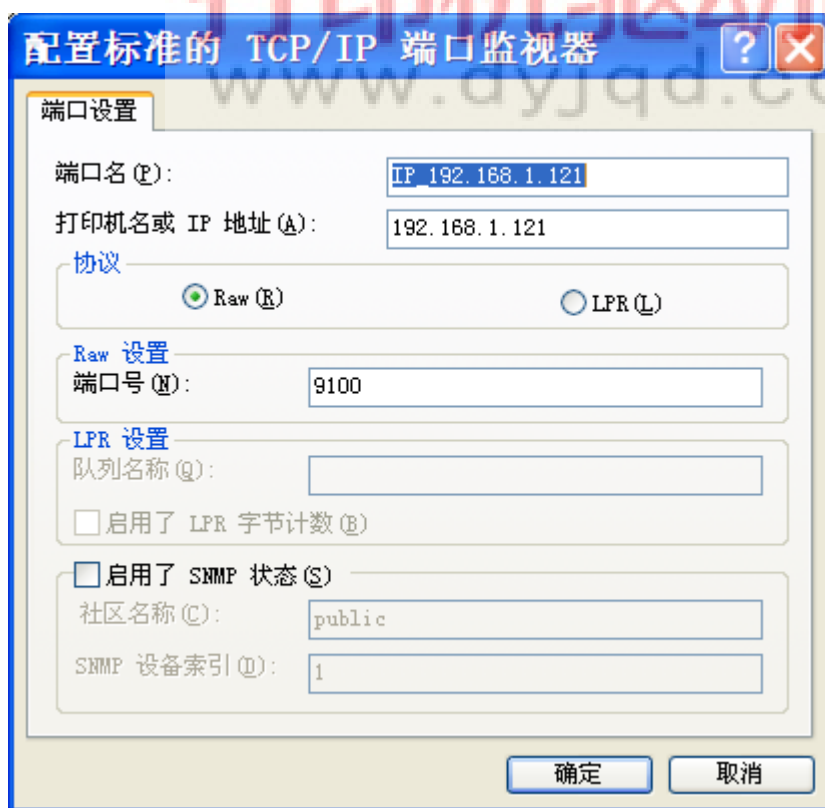 配置标准的 TCP/IP 端口监视器
www.dyjqd.co
端口设置
端口名(P):
IP_192.168.1.121
打印机名或 IP 地址(A):
192.168.1.121
协议
Raw(R)
LPR(L)
Raw 设置
端口号(N):
9100
LPR 设置
队列名称(Q):
启用了 LPR 字节计数(B)
启用了 SNMP 状态(S)
社区名称(C):
public
SNMP 设备索引(D):
1
确定
取消